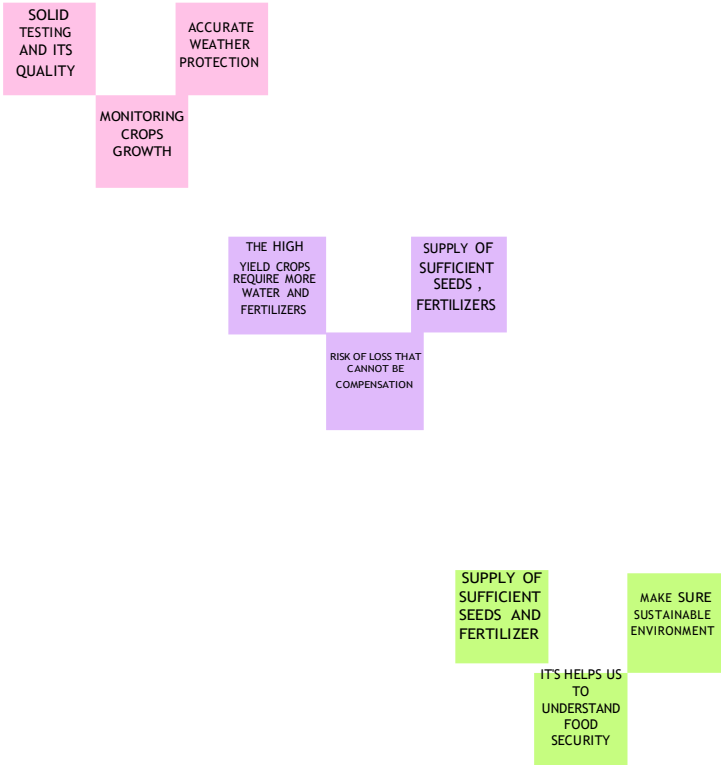 SOLID
TESTING
AND ITS
QUALITY
ACCURATE
WEATHER
PROTECTION
MONITORING
CROPS
GROWTH
THE HIGH
YIELD CROPS
REQUIRE MORE
WATER AND
FERTILIZERS
SUPPLY OF
SUFFICIENT
SEEDS ,
FERTILIZERS
RISK OF LOSS THAT
CANNOT BE
COMPENSATION
SUPPLY OF
SUFFICIENT
SEEDS AND
FERTILIZER
MAKE SURE
SUSTAINABLE
ENVIRONMENT
IT'S HELPS US
TO
UNDERSTAND
FOOD
SECURITY